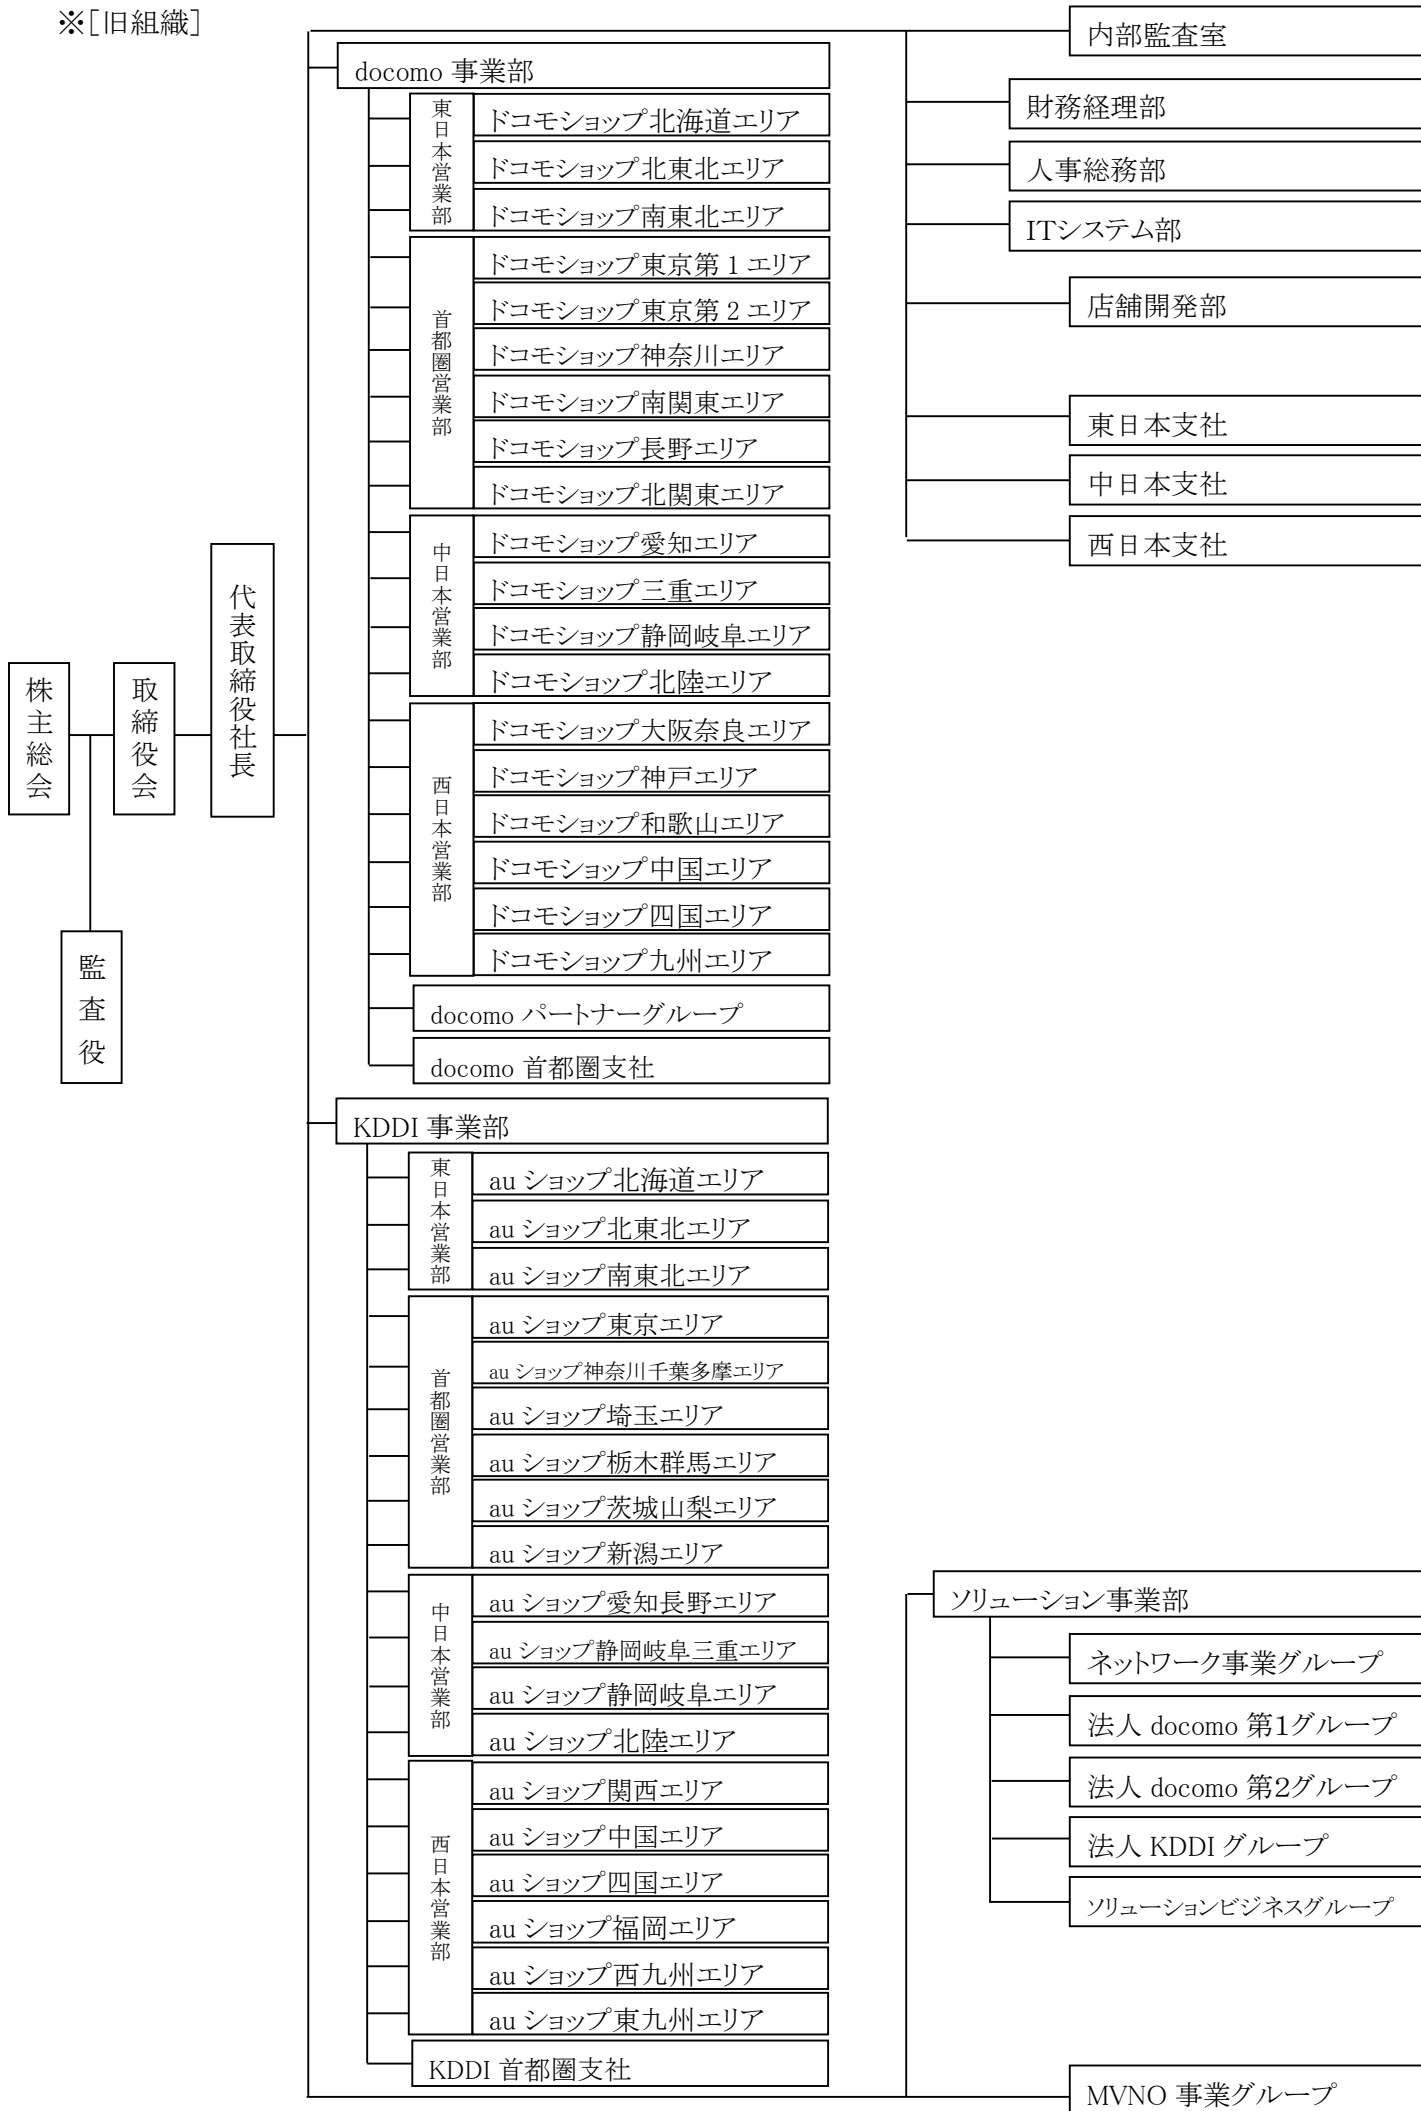 ※[旧組織]
株主総会
取締役会
監査役
代表取締役社長
docomo 事業部
東日本営業部
ドコモショップ北海道エリア
ドコモショップ北東北エリア
ドコモショップ南東北エリア
首都圏営業部
ドコモショップ東京第 1 エリア
ドコモショップ東京第 2 エリア
ドコモショップ神奈川エリア
ドコモショップ南関東エリア
ドコモショップ長野エリア
ドコモショップ北関東エリア
中日本営業部
ドコモショップ愛知エリア
ドコモショップ三重エリア
ドコモショップ静岡岐阜エリア
ドコモショップ北陸エリア
西日本営業部
ドコモショップ大阪奈良エリア
ドコモショップ神戸エリア
ドコモショップ和歌山エリア
ドコモショップ中国エリア
ドコモショップ四国エリア
ドコモショップ九州エリア
docomo パートナーグループ
docomo 首都圏支社
KDDI 事業部
東日本営業部
au ショップ北海道エリア
au ショップ北東北エリア
au ショップ南東北エリア
首都圏営業部
au ショップ東京エリア
au ショップ神奈川千葉多摩エリア
au ショップ埼玉エリア
au ショップ栃木群馬エリア
au ショップ茨城山梨エリア
au ショップ新潟エリア
中日本営業部
au ショップ愛知長野エリア
au ショップ静岡岐阜三重エリア
au ショップ静岡岐阜エリア
au ショップ北陸エリア
西日本営業部
au ショップ関西エリア
au ショップ中国エリア
au ショップ四国エリア
au ショップ福岡エリア
au ショップ西九州エリア
au ショップ東九州エリア
KDDI 首都圏支社
内部監査室
財務経理部
人事総務部
ITシステム部
店舗開発部
東日本支社
中日本支社
西日本支社
ソリューション事業部
ネットワーク事業グループ
法人 docomo 第1グループ
法人 docomo 第2グループ
法人 KDDI グループ
ソリューションビジネスグループ
MVNO 事業グループ